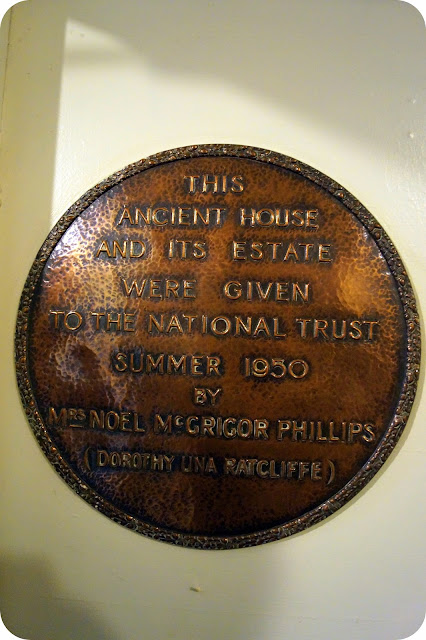 THIS
ANCIENT HOUSE
AND ITS ESTATE
WERE GIVEN
TO THE NATIONAL TRUST
SUMMER 1950
BY
MRS NOEL McGRIGOR PHILLIPS
(DOROTHY UNA RATCLIFFE)